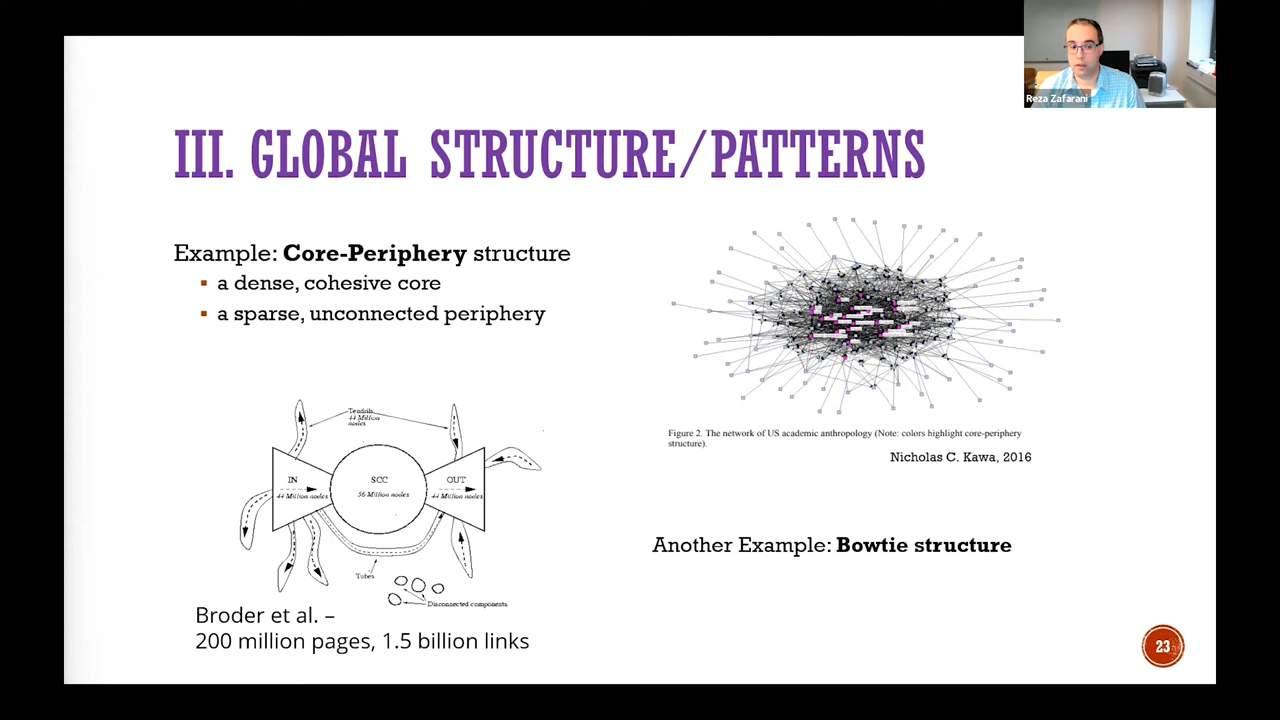 Reza Zafarani
III. GLOBAL STRUCTURE/PATTERNS
Example: Core-Periphery structure
▪ a dense, cohesive core
▪ a sparse, unconnected periphery
Figure 2. The network of US academic anthropology (Note: colors highlight core-periphery
structure).
Nicholas C. Kawa, 2016
Tendrils
44 Million
nodes
IN
44 Million nodes
SCC
56 Million nodes
OUT
44 Million nodes
Tubes
Disconnected components
Another Example: Bowtie structure
Broder et al. –
200 million pages, 1.5 billion links
23